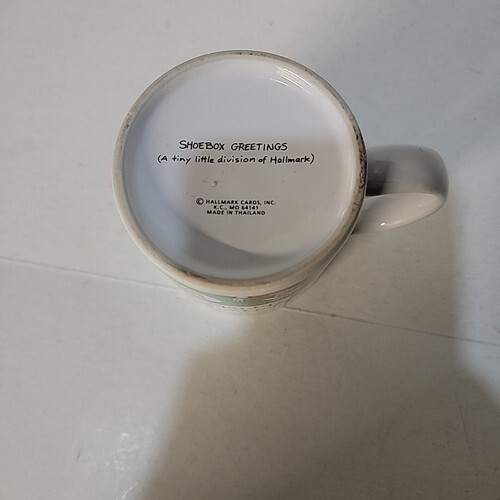 SHOEBOX GREETINGS
(A tiny little division of Hallmark)
© HALLMARK CARDS, INC.
K.C., MO 64141
MADE IN THAILAND